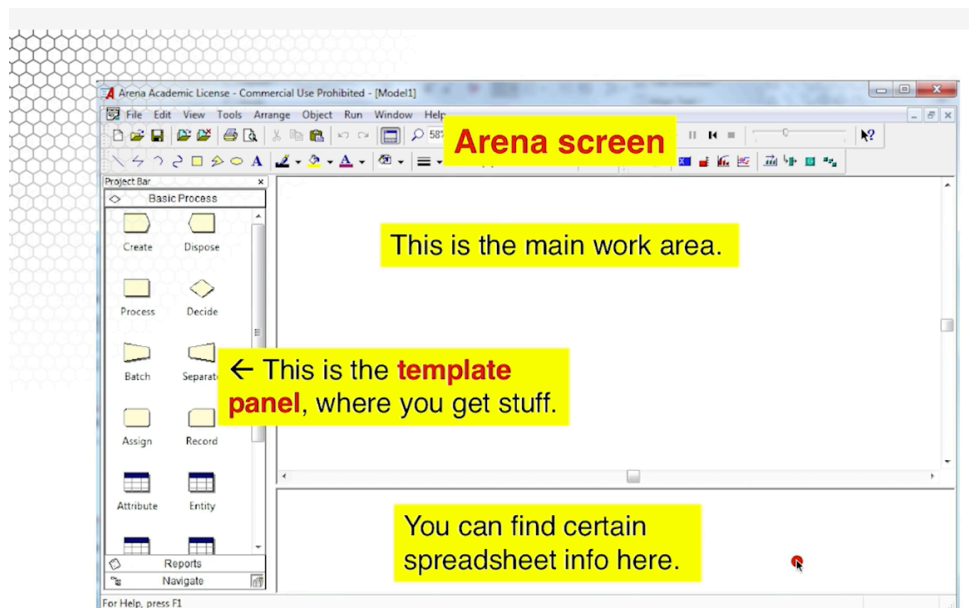 Arena Academic License - Commercial Use Prohibited - [Model1]
File Edit View Tools Arrange Object Run Window Help
58%
Arena screen
A A
Project Bar x
Basic Process
Create Dispose
This is the main work area.
Process Decide
Batch Separat
← This is the template
panel, where you get stuff.
Assign Record
Attribute Entity
You can find certain
spreadsheet info here.
Reports
Navigate
For Help, press F1